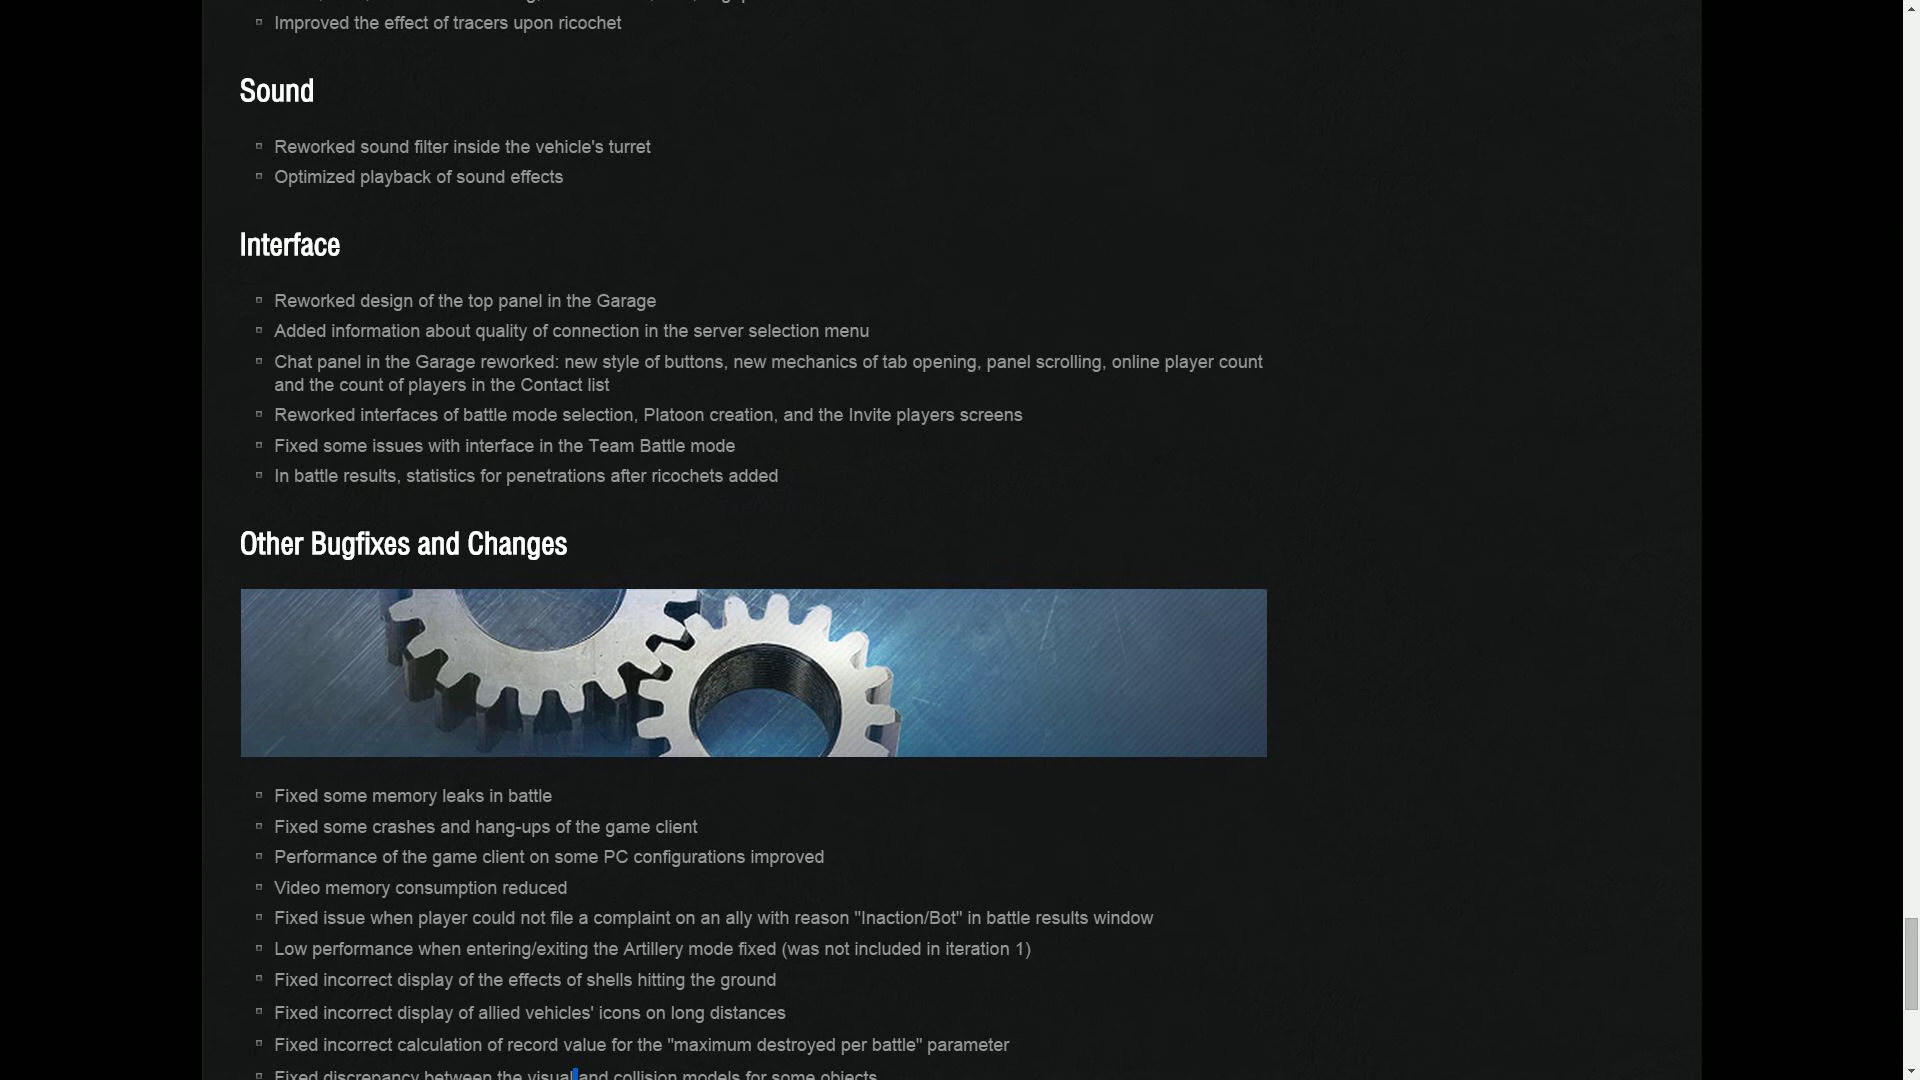 Improved the effect of tracers upon ricochet
Sound
Reworked sound filter inside the vehicle's turret
Optimized playback of sound effects
Interface
Reworked design of the top panel in the Garage
Added information about quality of connection in the server selection menu
Chat panel in the Garage reworked: new style of buttons, new mechanics of tab opening, panel scrolling, online player count
and the count of players in the Contact list
Reworked interfaces of battle mode selection, Platoon creation, and the Invite players screens
Fixed some issues with interface in the Team Battle mode
In battle results, statistics for penetrations after ricochets added
Other Bugfixes and Changes
Fixed some memory leaks in battle
Fixed some crashes and hang-ups of the game client
Performance of the game client on some PC configurations improved
Video memory consumption reduced
Fixed issue when player could not file a complaint on an ally with reason "Inaction/Bot" in battle results window
Low performance when entering/exiting the Artillery mode fixed (was not included in iteration 1)
Fixed incorrect display of the effects of shells hitting the ground
Fixed incorrect display of allied vehicles' icons on long distances
Fixed incorrect calculation of record value for the "maximum destroyed per battle" parameter
Fixed discrepancy between the visual and collision models for some objects